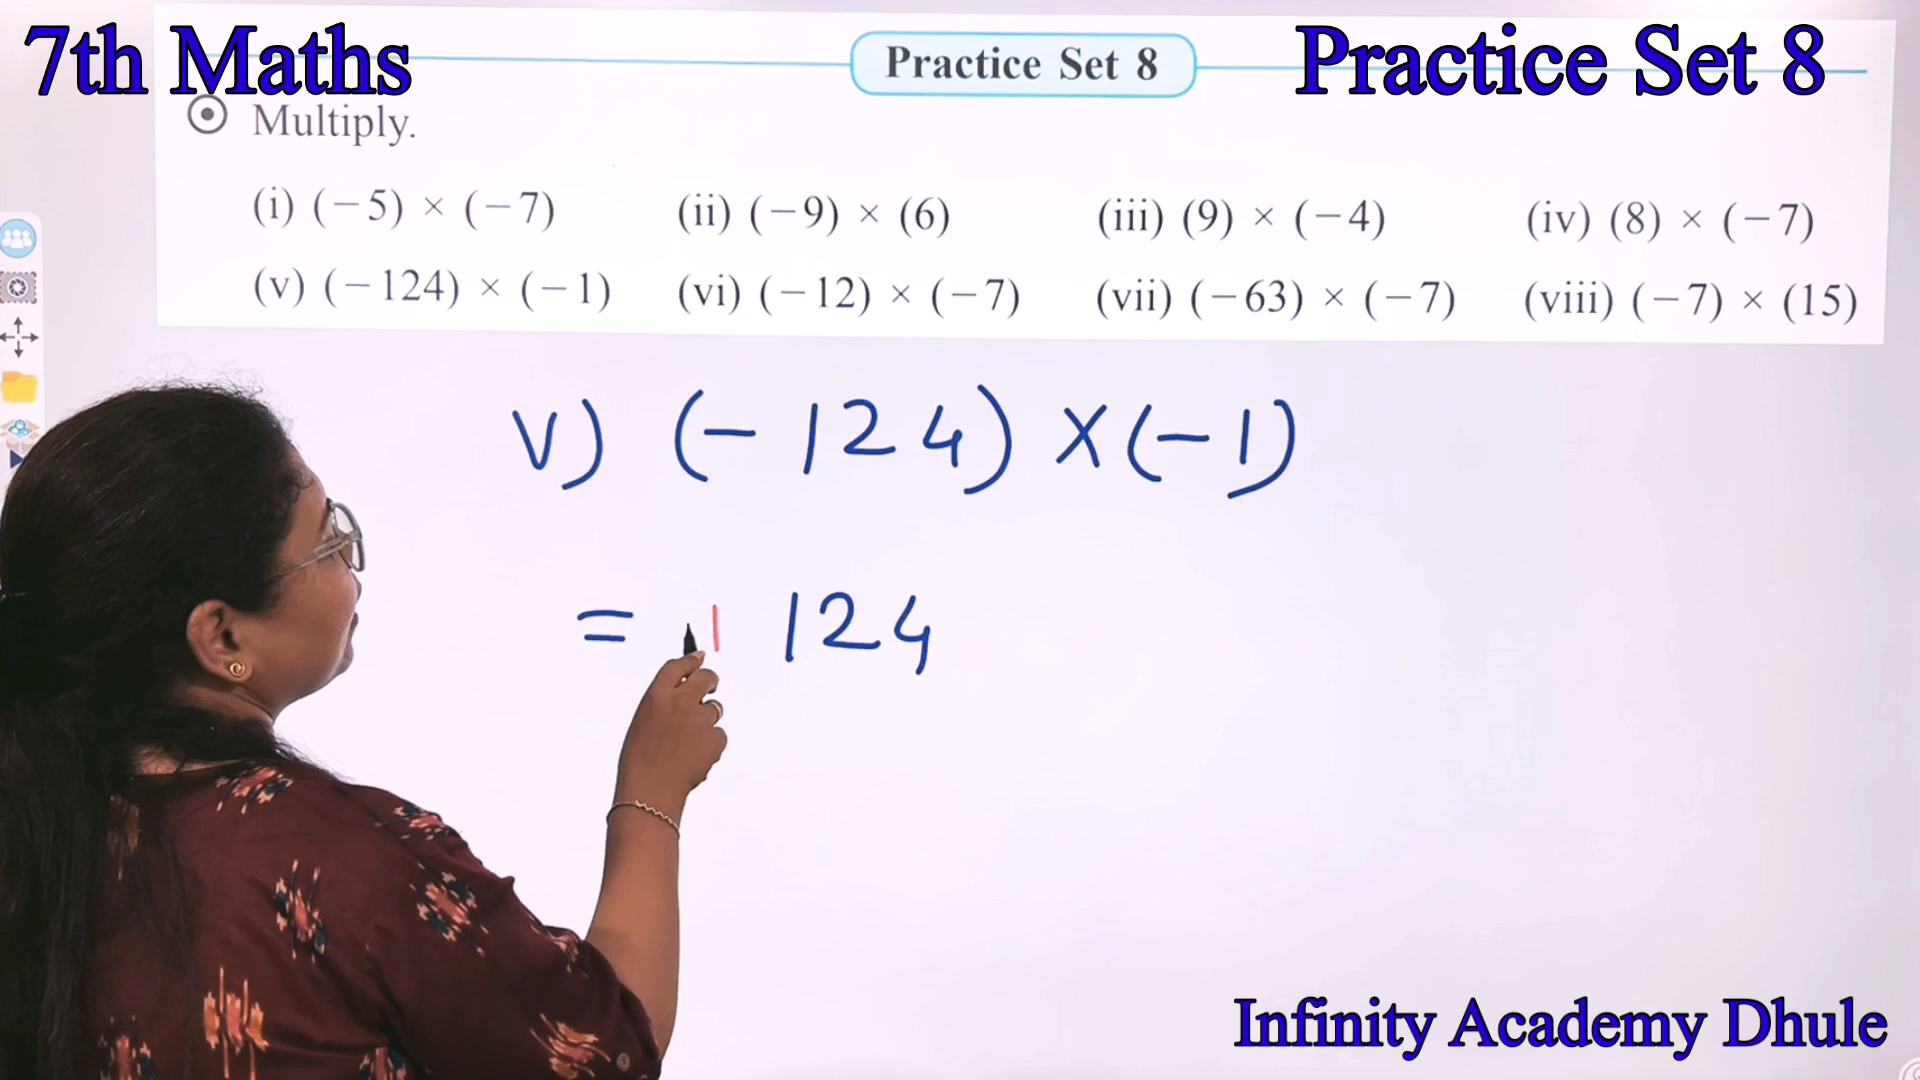 7th Maths
Practice Set 8
Practice Set 8
Multiply.
(i) (−5) × (−7) (ii) (−9) × (6) (iii) (9) × (−4) (iv) (8) × (−7)
(v) (−124) × (−1) (vi) (−12) × (−7) (vii) (−63) × (−7) (viii) (−7) × (15)
V) (- 124) X (-1)
= 124
Infinity Academy Dhule